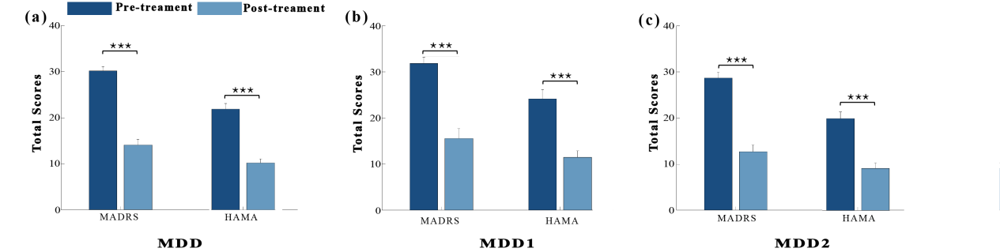 Pre-treament Post-treament
(a) (b) (c)
40 40 40
*** *** ***
30 30 30
*** *** ***
20 20 20
10 10 10
0 0 0
Total Scores Total Scores Total Scores
MADRS HAMA MADRS HAMA MADRS HAMA
MDD MDD1 MDD2